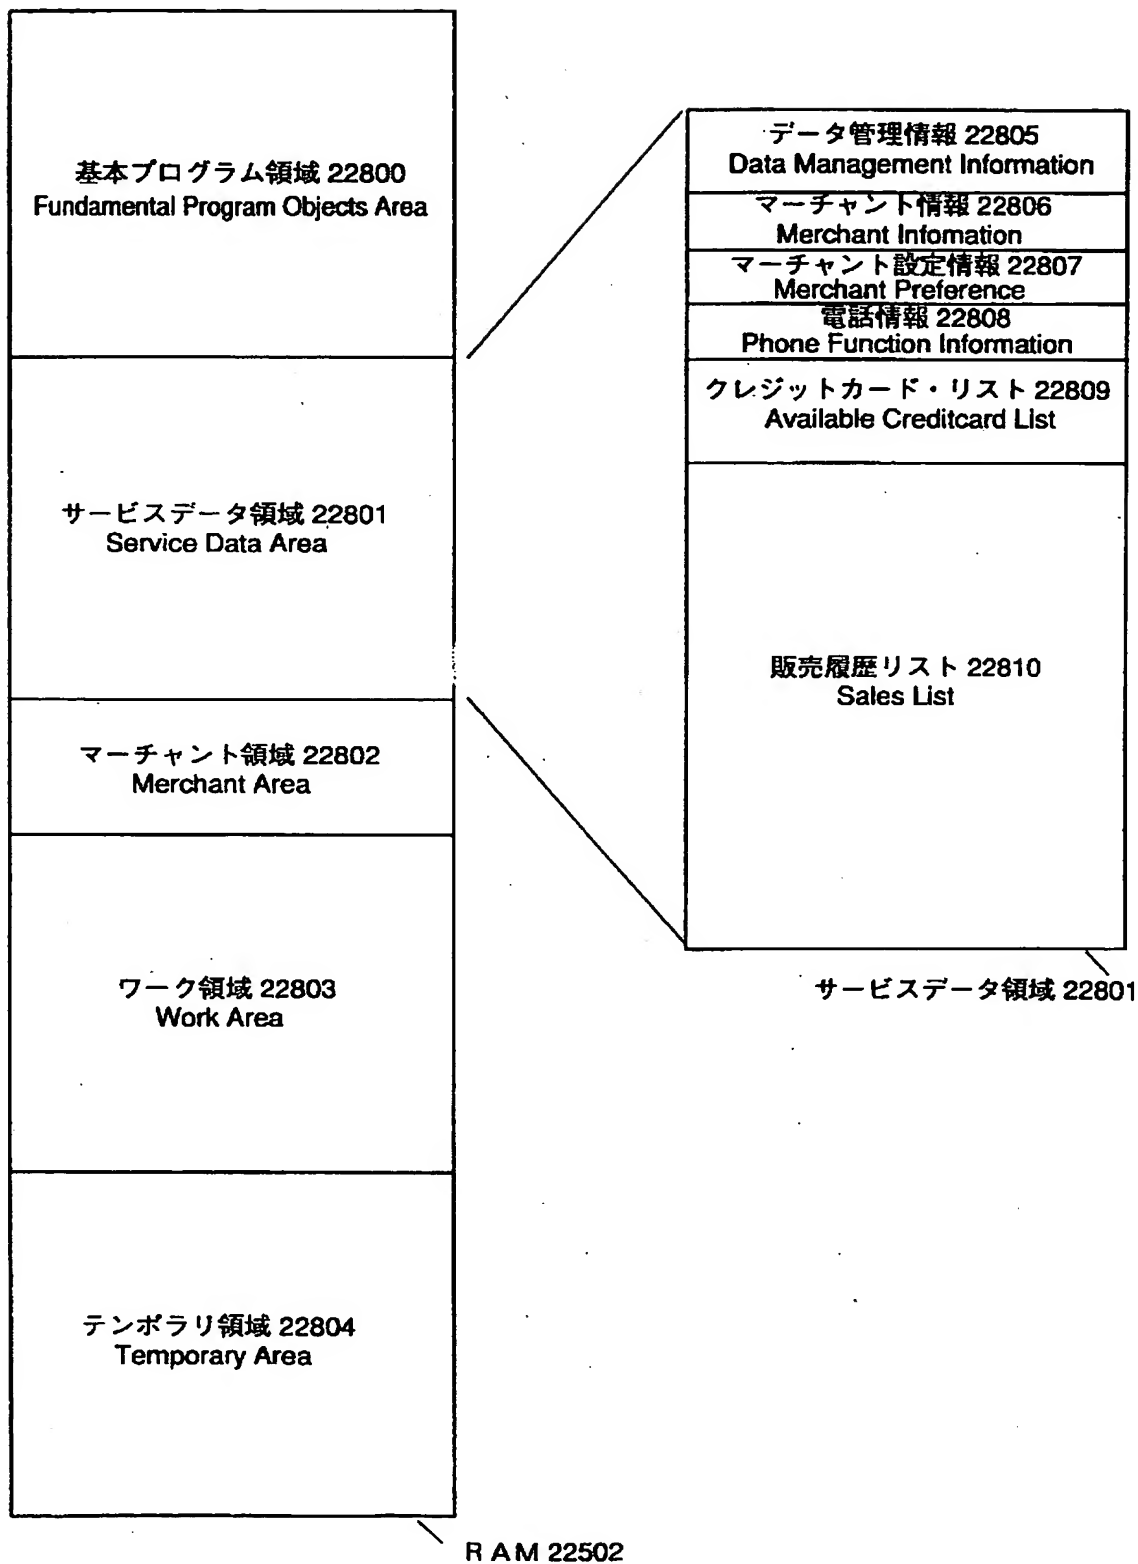 基本プログラム領域 22800
Fundamental Program Objects Area
サービスデータ領域 22801
Service Data Area
マーチャント領域 22802
Merchant Area
ワーク領域 22803
Work Area
テンポラリ領域 22804
Temporary Area
RAM 22502
データ管理情報 22805
Data Management Information
マーチャント情報 22806
Merchant Infomation
マーチャント設定情報 22807
Merchant Preference
電話情報 22808
Phone Function Information
クレジットカード・リスト 22809
Available Creditcard List
販売履歴リスト 22810
Sales List
サービスデータ領域 22801